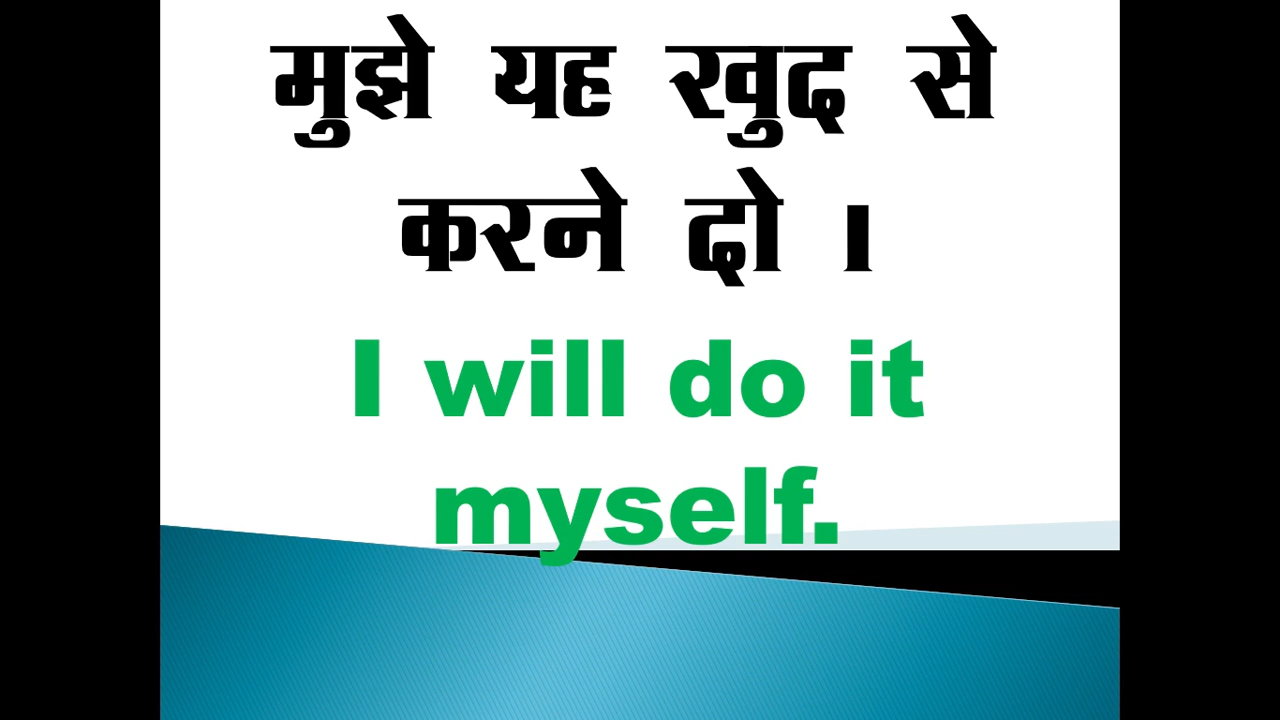 मुझे यह खुद से
करने दो ।
I will do it
myself.